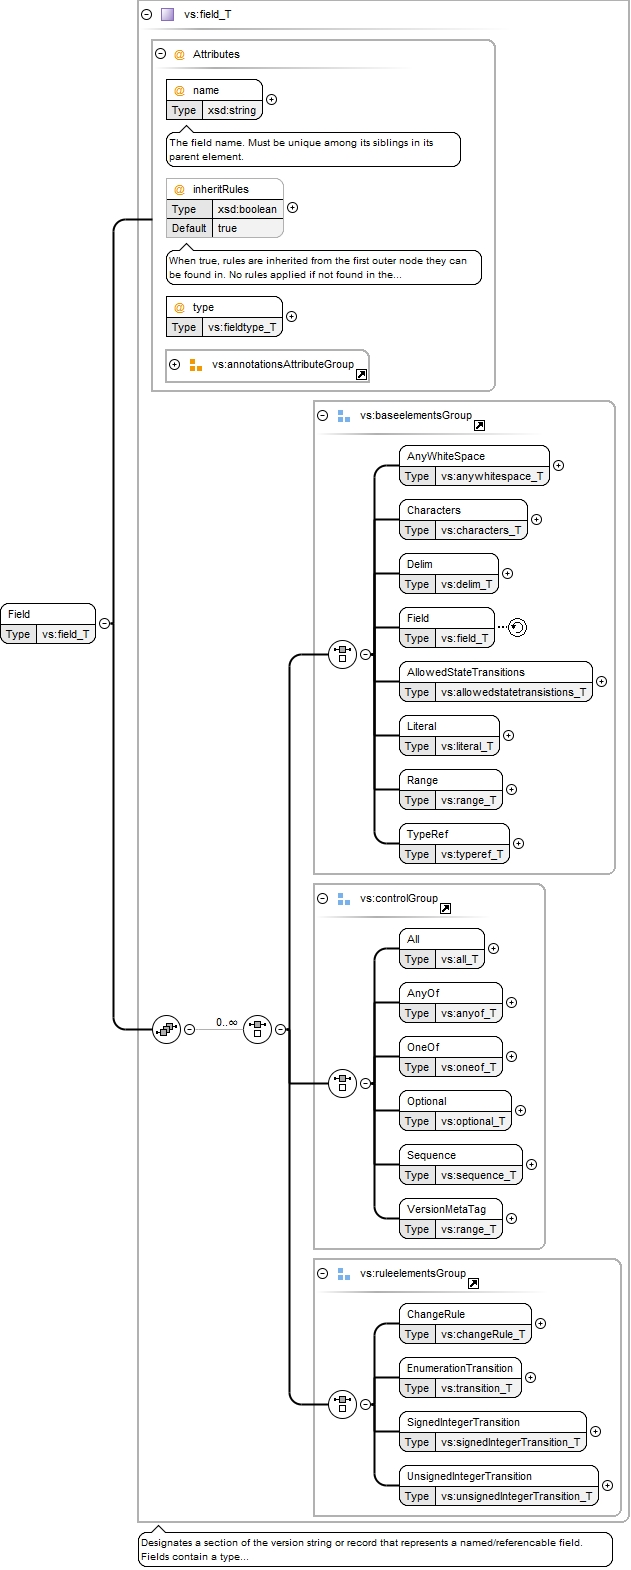 vs:field_T
Attributes
@ name
Type xsd:string
The field name. Must be unique among its siblings in its
parent element.
@ inheritRules
Type xsd:boolean
Default true
When true, rules are inherited from the first outer node they can
be found in. No rules applied if not found in the...
@ type
Type vs:fieldtype_T
vs:annotationsAttributeGroup
Field
Type vs:field_T
vs:baseelementsGroup
AnyWhiteSpace
Type vs:anywhitespace_T
Characters
Type vs:characters_T
Delim
Type vs:delim_T
Field
Type vs:field_T
AllowedStateTransitions
Type vs:allowedstatetransistions_T
Literal
Type vs:literal_T
Range
Type vs:range_T
TypeRef
Type vs:typeref_T
0..∞
vs:controlGroup
All
Type vs:all_T
AnyOf
Type vs:anyof_T
OneOf
Type vs:oneof_T
Optional
Type vs:optional_T
Sequence
Type vs:sequence_T
VersionMetaTag
Type vs:range_T
vs:ruleelementsGroup
ChangeRule
Type vs:changeRule_T
EnumerationTransition
Type vs:transition_T
SignedIntegerTransition
Type vs:signedIntegerTransition_T
UnsignedIntegerTransition
Type vs:unsignedIntegerTransition_T
Designates a section of the version string or record that represents a named/referencable field.
Fields contain a type...